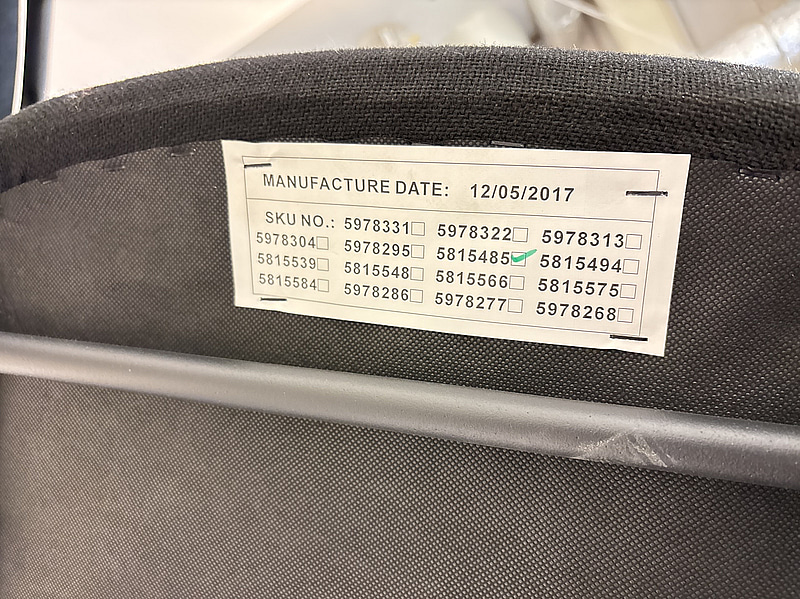 MANUFACTURE DATE: 12/05/2017
SKU NO.: 5978331☐ 5978322☐ 5978313☐
5978304☐ 5978295☐ 5815485☑ 5815494☐
5815539☐ 5815548☐ 5815566☐ 5815575☐
5815584☐ 5978286☐ 5978277☐ 5978268☐